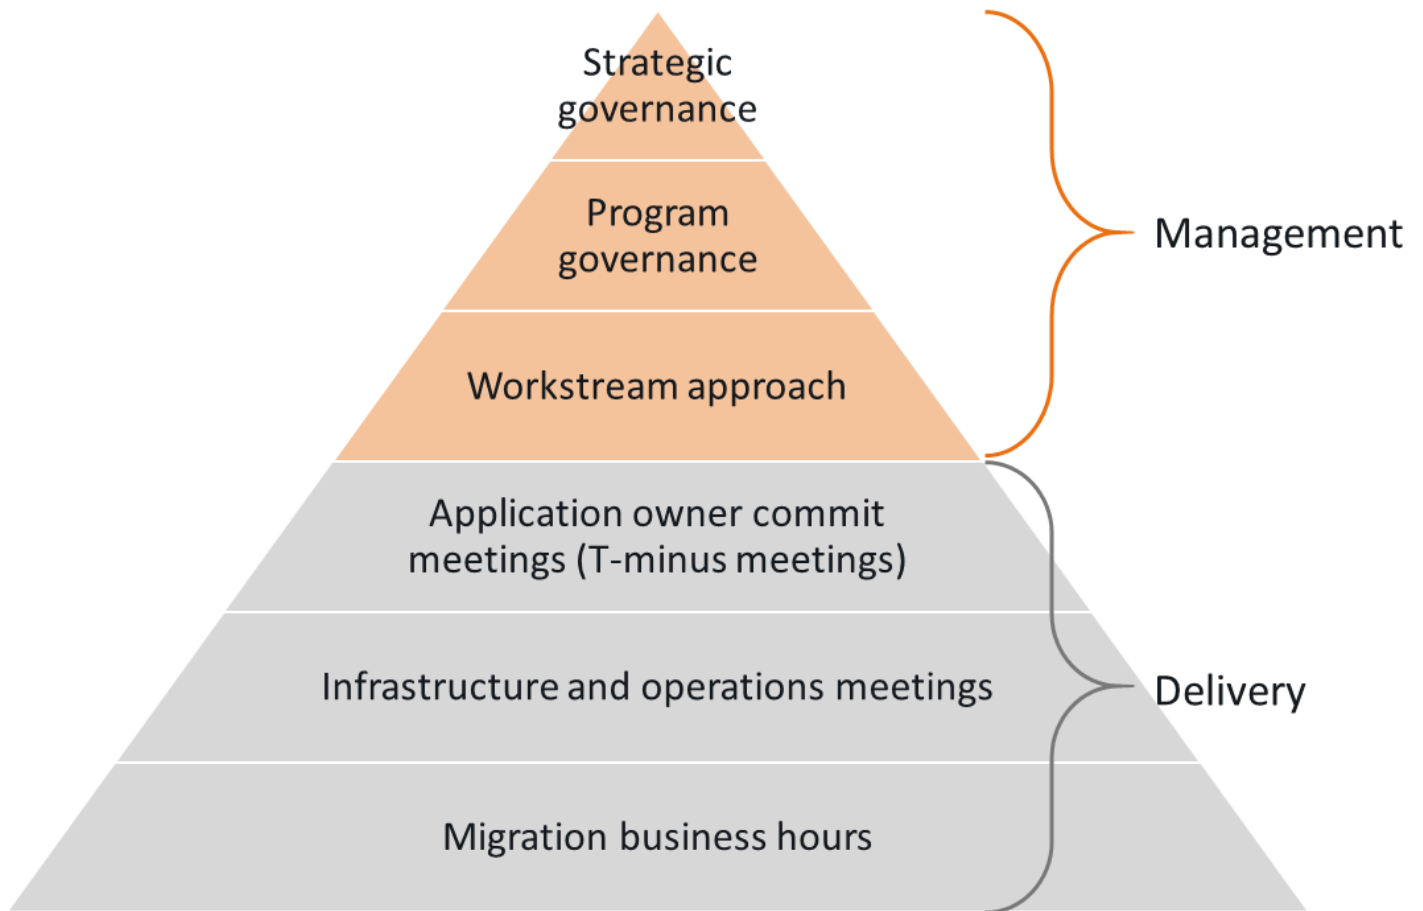 Strategic
governance
Program
governance
Management
Workstream approach
Application owner commit
meetings (T-minus meetings)
Infrastructure and operations meetings
Delivery
Migration business hours